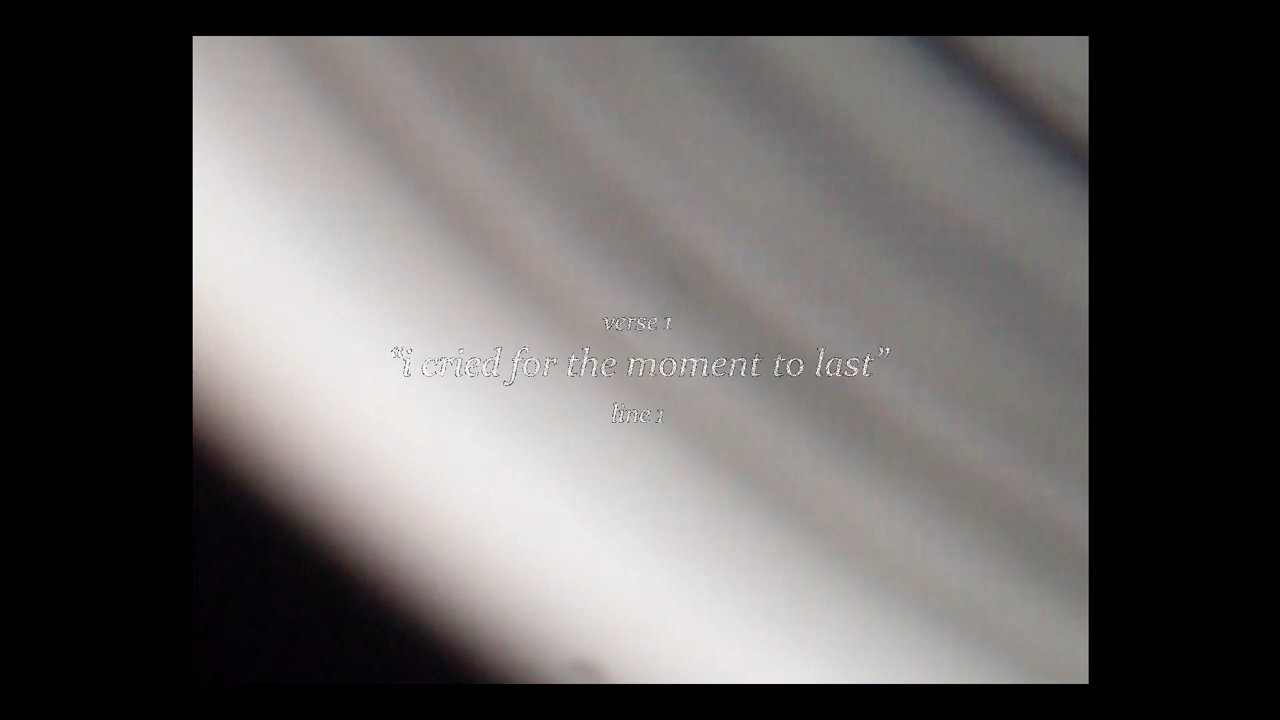 verse 1
“i cried for the moment to last”
line 1